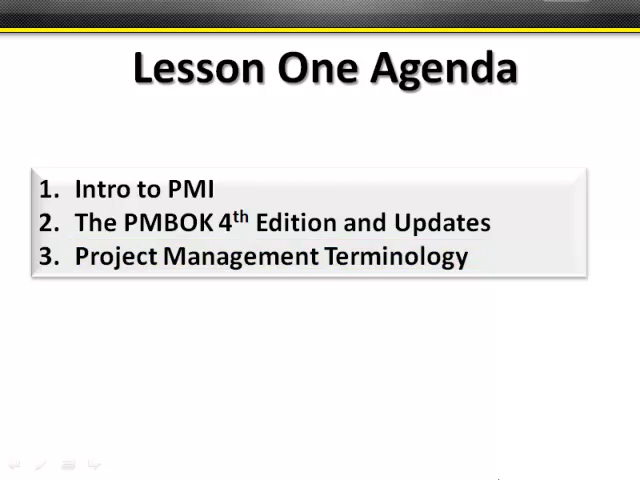 Lesson One Agenda
1. Intro to PMI
2. The PMBOK 4th Edition and Updates
3. Project Management Terminology